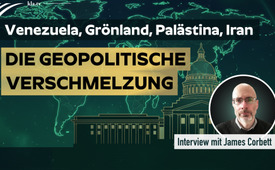 Venezuela, Grönland, Palästina, Iran
DIE GEOPOLITISCHE
VERSCHMELZUNG
Interview mit James Corbett